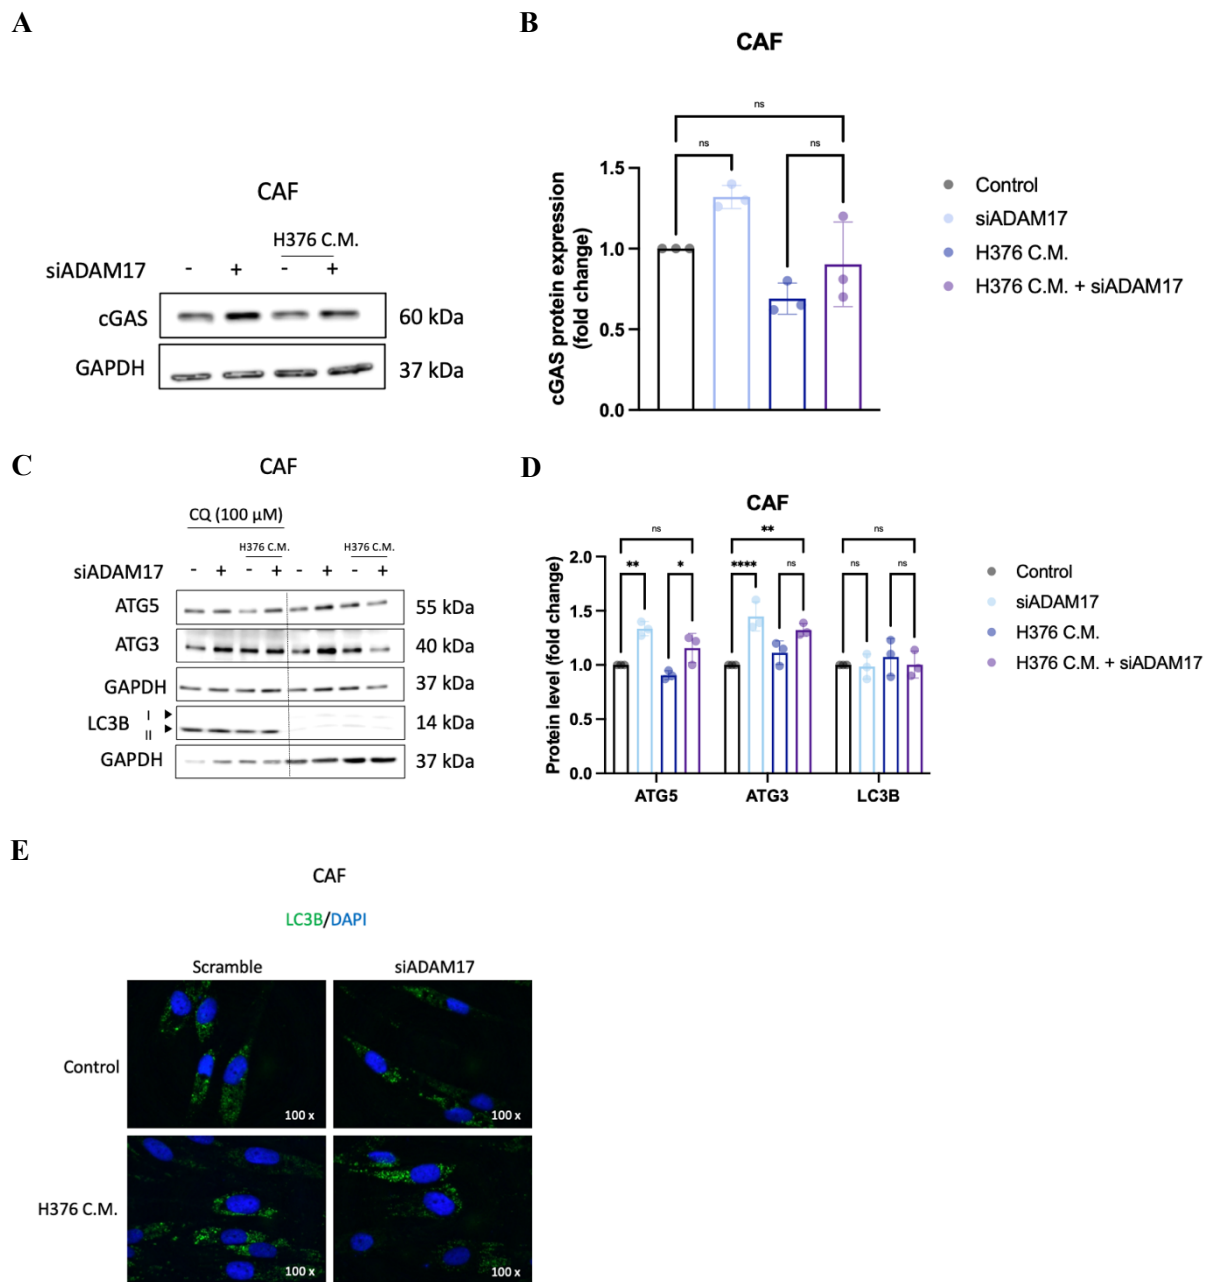 A
CAF
H376 C.M.
siADAM17 - + - +
cGAS 60 kDa
GAPDH 37 kDa
B
CAF
ns
ns ns
1.5
1.0
0.5
0.0
cGAS protein expression
(fold change)
Control
siADAM17
H376 C.M.
H376 C.M. + siADAM17
C
CAF
CQ (100 µM)
H376 C.M. H376 C.M.
siADAM17 - + - + - + - +
ATG5 55 kDa
ATG3 40 kDa
GAPDH 37 kDa
LC3B I II 14 kDa
GAPDH 37 kDa
D
CAF
ns ** ns
** * **** ns ns ns
2.0
1.5
1.0
0.5
0.0
Protein level (fold change)
ATG5 ATG3 LC3B
Control
siADAM17
H376 C.M.
H376 C.M. + siADAM17
E
CAF
LC3B/DAPI
Scramble siADAM17
Control
100 x 100 x
H376 C.M.
100 x 100 x